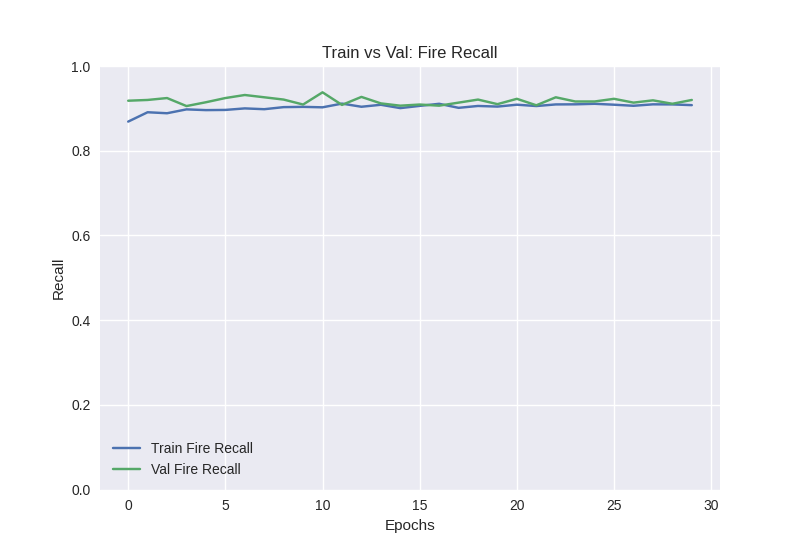 Train vs Val: Fire Recall
1.0
0.8
0.6
0.4
0.2
0.0
Recall
Train Fire Recall
Val Fire Recall
0 5 10 15 20 25 30
Epochs